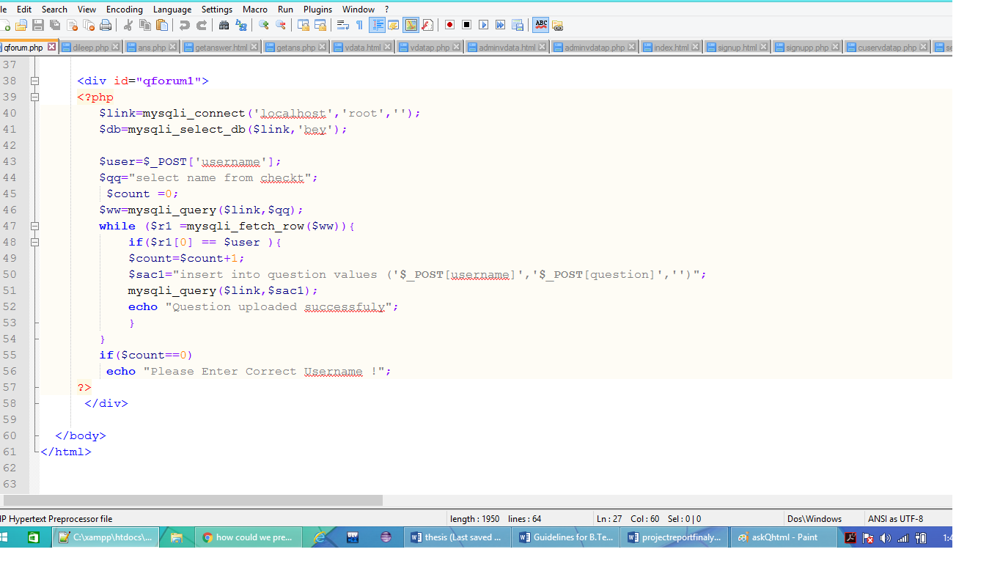 le Edit Search View Encoding Language Settings Macro Run Plugins Window ?
qforum.php dileep.php ans.php getanswer.html getans.php vdata.html vdatap.php adminvdata.html adminvdatap.php index.html signup.html signupp.php cuservdatap.php se
37
38 <div id="qforum1">
39 <?php
40 $link=mysqli_connect('localhost','root','');
41 $db=mysqli_select_db($link,'bey');
42
43 $user=$_POST['username'];
44 $qq="select name from checkt";
45 $count =0;
46 $ww=mysqli_query($link,$qq);
47 while ($r1 =mysqli_fetch_row($ww)){
48 if($r1[0] == $user ){
49 $count=$count+1;
50 $sac1="insert into question values ('$_POST[username]','$_POST[question]','')";
51 mysqli_query($link,$sac1);
52 echo "Question uploaded successfuly";
53 }
54 }
55 if($count==0)
56 echo "Please Enter Correct Username !";
57 ?>
58 </div>
59
60 </body>
61 </html>
62
63
IP Hypertext Preprocessor file length : 1950 lines : 64 Ln : 27 Col : 60 Sel : 0 | 0 Dos\Windows ANSI as UTF-8
C:\xampp\htdocs\... how could we pre... thesis (Last saved ... Guidelines for B.Te... projectreportfinaly... askQhtml - Paint 1:4